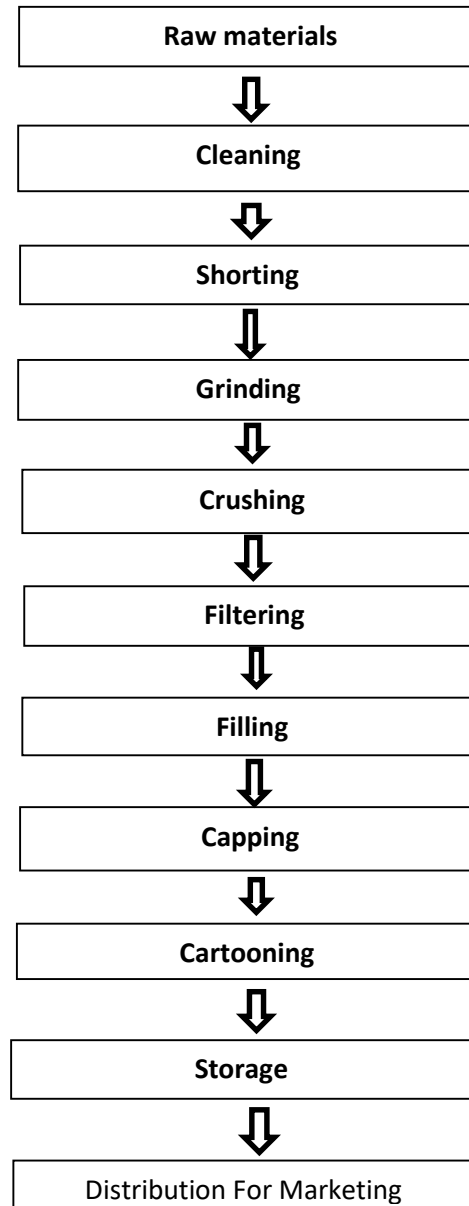 Raw materials
Cleaning
Shorting
Grinding
Crushing
Filtering
Filling
Capping
Cartooning
Storage
Distribution For Marketing